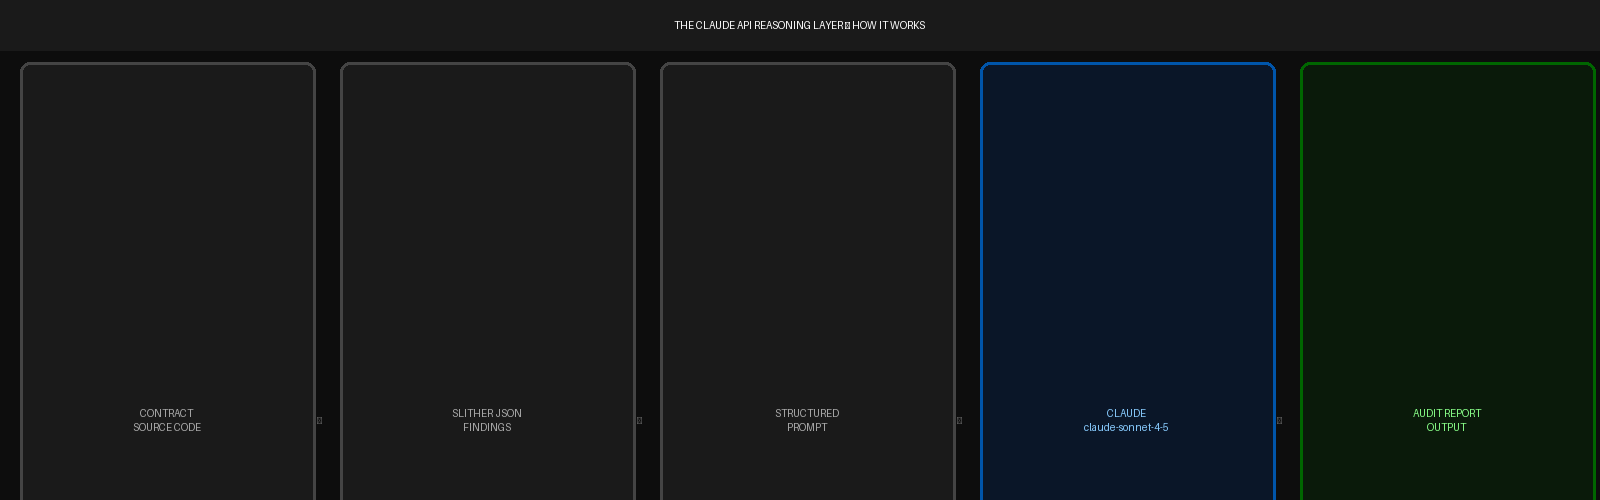 THE CLAUDE API REASONING LAYER HOW IT WORKS
CONTRACT
SOURCE CODE
SLITHER JSON
FINDINGS
STRUCTURED
PROMPT
CLAUDE
claude-sonnet-4-5
AUDIT REPORT
OUTPUT